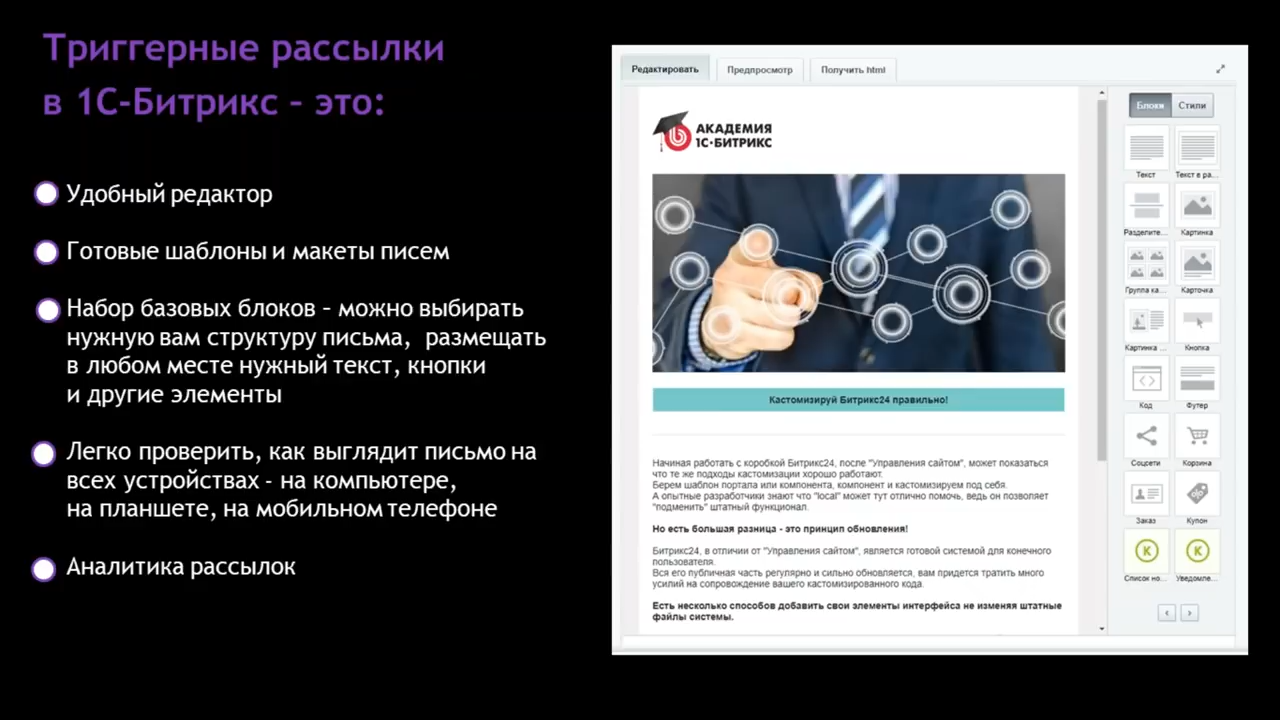 Триггерные рассылки
в 1С-Битрикс – это:
Удобный редактор
Готовые шаблоны и макеты писем
Набор базовых блоков – можно выбирать
нужную вам структуру письма, размещать
в любом месте нужный текст, кнопки
и другие элементы
Легко проверить, как выглядит письмо на
всех устройствах - на компьютере,
на планшете, на мобильном телефоне
Аналитика рассылок
Редактировать
Предпросмотр
Получить html
АКАДЕМИЯ
1С·БИТРИКС
Кастомизируй Битрикс24 правильно!
Начиная работать с коробкой Битрикс24, после "Управления сайтом", может показаться
что те же подходы кастомизации хорошо работают.
Берем шаблон портала или компонента, компонент и кастомизируем под себя.
А опытные разработчики знают что "local" может тут отлично помочь, ведь он позволяет
"подменить" штатный функционал.
Но есть большая разница - это принцип обновления!
Битрикс24, в отличии от "Управления сайтом", является готовой системой для конечного
пользователя.
Вся его публичная часть регулярно и сильно обновляется, вам придется тратить много
усилий на сопровождение вашего кастомизированного кода.
Есть несколько способов добавить свои элементы интерфейса не изменяя штатные
файлы системы.
Блоки Стили
Текст Текст в ра...
Разделите... Картинка
Группа ка... Карточка
Картинка ... Кнопка
Код Футер
Соцсети Корзина
Заказ Купон
Список но... Уведомле...